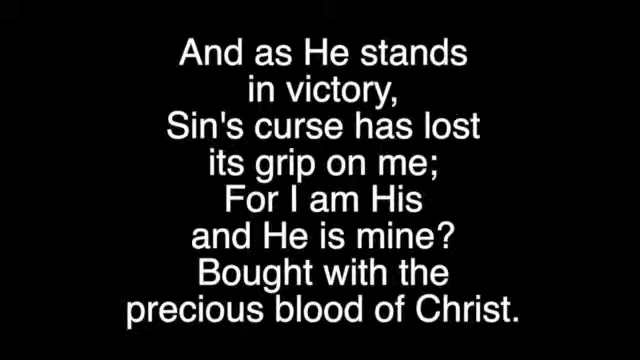 And as He stands
in victory,
Sin's curse has lost
its grip on me;
For I am His
and He is mine?
Bought with the
precious blood of Christ.